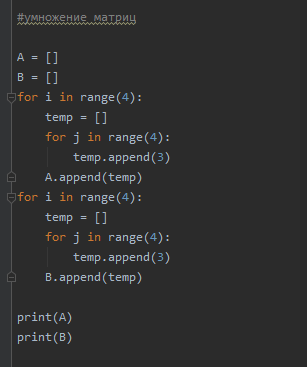 #умножение матриц
A = []
B = []
for i in range(4):
    temp = []
    for j in range(4):
        temp.append(3)
    A.append(temp)
for i in range(4):
    temp = []
    for j in range(4):
        temp.append(3)
    B.append(temp)
print(A)
print(B)